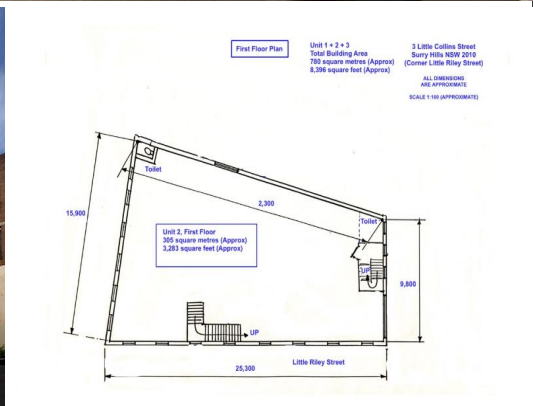 First Floor Plan
Unit 1 + 2 + 3
Total Building Area
780 square metres (Approx)
8,396 square feet (Approx)
3 Little Collins Street
Surry Hills NSW 2010
(Corner Little Riley Street)
ALL DIMENSIONS
ARE APPROXIMATE
SCALE 1:100 (APPROXIMATE)
Toilet
2,300
15,900
Toilet
Unit 2, First Floor
305 square metres (Approx)
3,283 square feet (Approx)
UP
9,800
UP
Little Riley Street
25,300